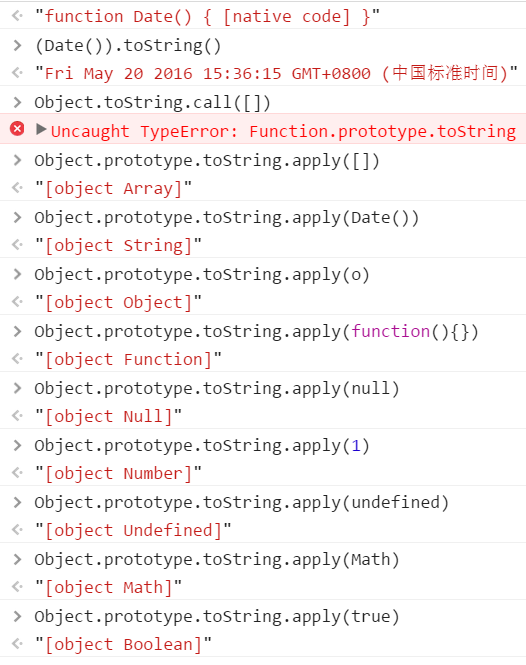 "function Date() { [native code] }"
(Date()).toString()
"Fri May 20 2016 15:36:15 GMT+0800 (中国标准时间)"
Object.toString.call([])
Uncaught TypeError: Function.prototype.toString
Object.prototype.toString.apply([])
"[object Array]"
Object.prototype.toString.apply(Date())
"[object String]"
Object.prototype.toString.apply(o)
"[object Object]"
Object.prototype.toString.apply(function(){})
"[object Function]"
Object.prototype.toString.apply(null)
"[object Null]"
Object.prototype.toString.apply(1)
"[object Number]"
Object.prototype.toString.apply(undefined)
"[object Undefined]"
Object.prototype.toString.apply(Math)
"[object Math]"
Object.prototype.toString.apply(true)
"[object Boolean]"